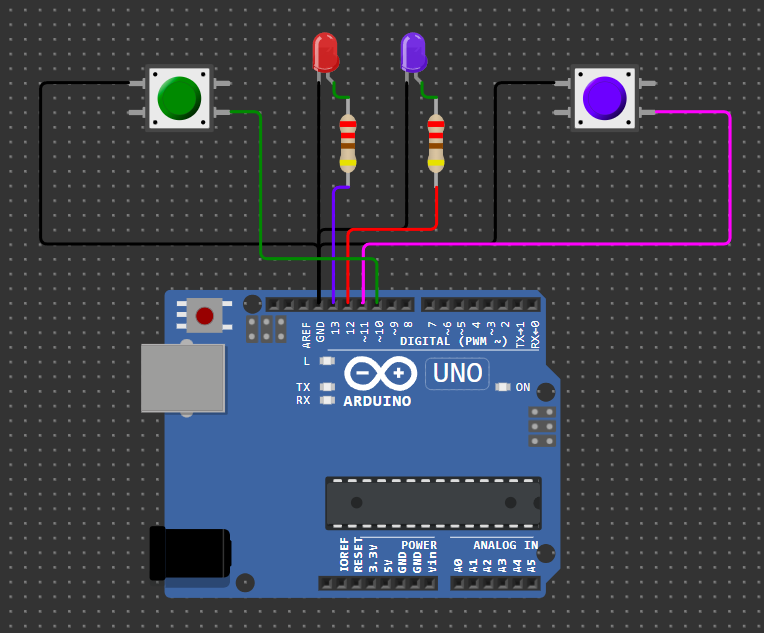 AREF
GND
13
12
~11
~10
~9
8
7
~6
~5
4
~3
2
TX→1
RX←0
DIGITAL (PWM ~)
L
TX
RX
UNO
ON
ARDUINO
POWER
ANALOG IN
IOREF
RESET
3.3V
5V
GND
GND
Vin
A0
A1
A2
A3
A4
A5